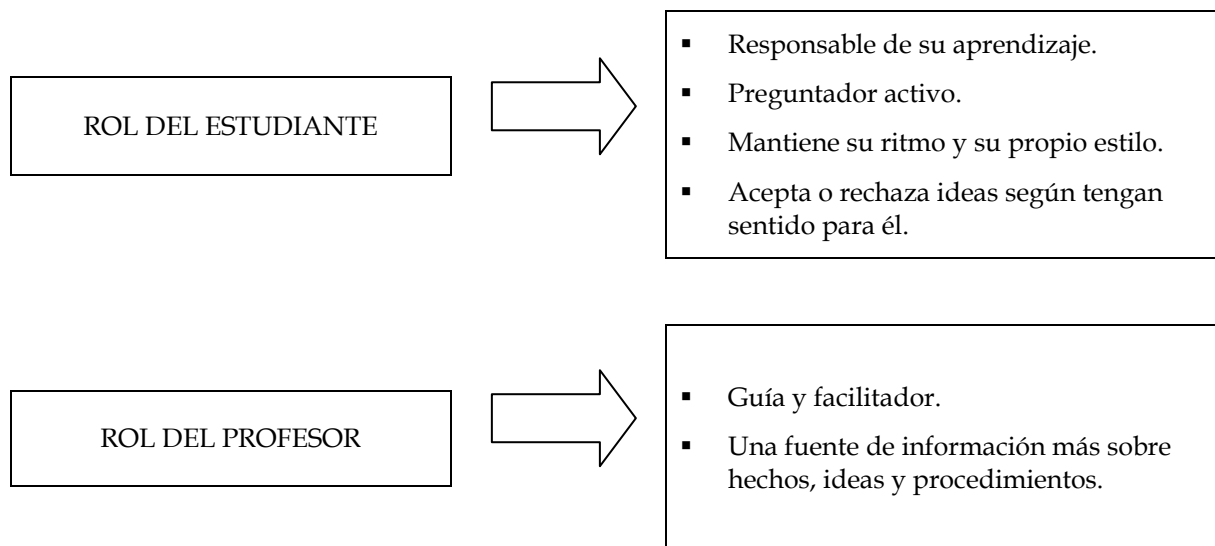 ROL DEL ESTUDIANTE
▪ Responsable de su aprendizaje.
▪ Preguntador activo.
▪ Mantiene su ritmo y su propio estilo.
▪ Acepta o rechaza ideas según tengan
sentido para él.
ROL DEL PROFESOR
▪ Guía y facilitador.
▪ Una fuente de información más sobre
hechos, ideas y procedimientos.